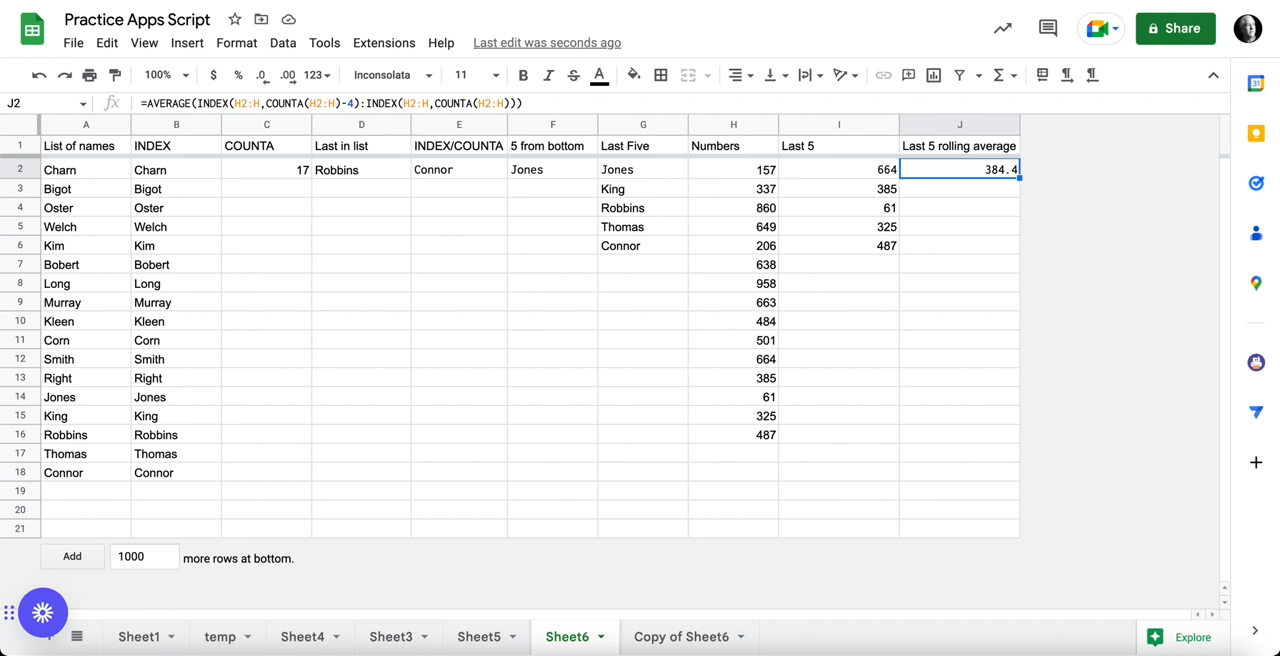 Practice Apps Script
File Edit View Insert Format Data Tools Extensions Help Last edit was seconds ago
Share
100% $ % .0 .00 123 Inconsolata 11 B I S A Σ
J2 fx =AVERAGE(INDEX(H2:H,COUNTA(H2:H)-4):INDEX(H2:H,COUNTA(H2:H)))
A B C D E F G H I J
1 List of names INDEX COUNTA Last in list INDEX/COUNTA 5 from bottom Last Five Numbers Last 5 Last 5 rolling average
2 Charn Charn 17 Robbins Connor Jones Jones 157 664 384.4
3 Bigot Bigot King 337 385
4 Oster Oster Robbins 860 61
5 Welch Welch Thomas 649 325
6 Kim Kim Connor 206 487
7 Bobert Bobert 638
8 Long Long 958
9 Murray Murray 663
10 Kleen Kleen 484
11 Corn Corn 501
12 Smith Smith 664
13 Right Right 385
14 Jones Jones 61
15 King King 325
16 Robbins Robbins 487
17 Thomas Thomas
18 Connor Connor
19
20
21
Add 1000 more rows at bottom.
Sheet1 temp Sheet4 Sheet3 Sheet5 Sheet6 Copy of Sheet6 Explore
31